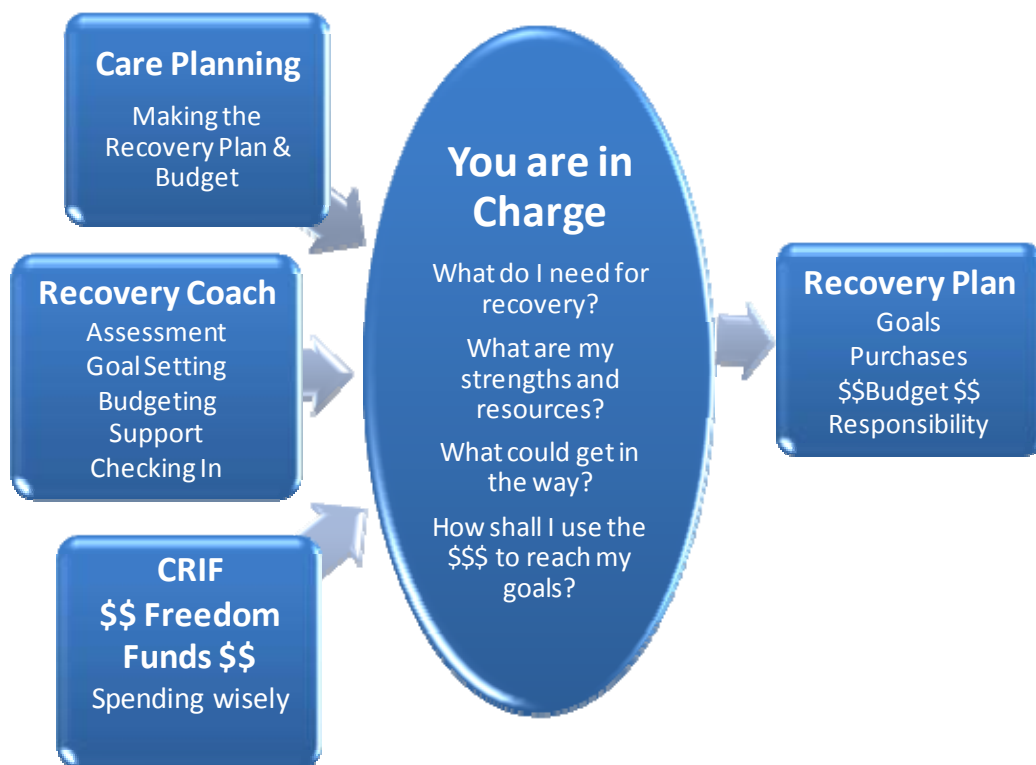 Care Planning
Making the
Recovery Plan &
Budget
Recovery Coach
Assessment
Goal Setting
Budgeting
Support
Checking In
CRIF
$$ Freedom
Funds $$
Spending wisely
You are in
Charge
What do I need for
recovery?
What are my
strengths and
resources?
What could get in
the way?
How shall I use the
$$$ to reach my
goals?
Recovery Plan
Goals
Purchases
$$Budget $$
Responsibility